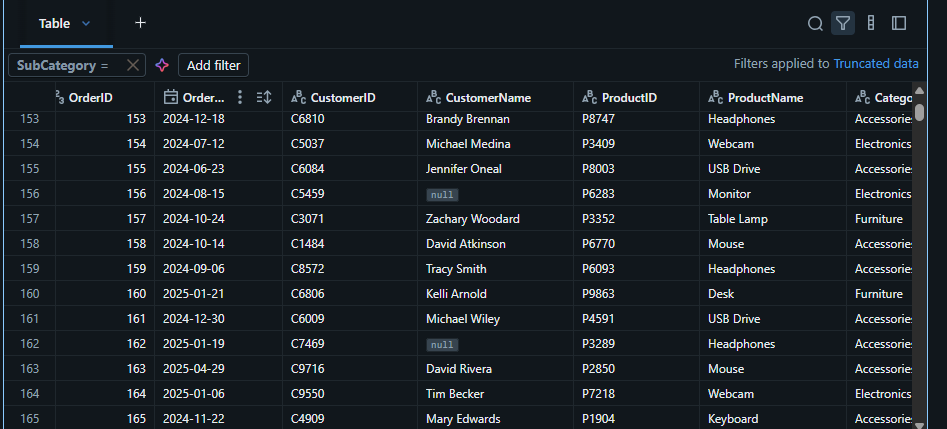 Table +
SubCategory = Add filter Filters applied to Truncated data
OrderID Order... CustomerID CustomerName ProductID ProductName Catego
153 153 2024-12-18 C6810 Brandy Brennan P8747 Headphones Accessories
154 154 2024-07-12 C5037 Michael Medina P3409 Webcam Electronics
155 155 2024-06-23 C6084 Jennifer Oneal P8003 USB Drive Accessories
156 156 2024-08-15 C5459 null P6283 Monitor Electronics
157 157 2024-10-24 C3071 Zachary Woodard P3352 Table Lamp Furniture
158 158 2024-10-14 C1484 David Atkinson P6770 Mouse Accessories
159 159 2024-09-06 C8572 Tracy Smith P6093 Headphones Accessories
160 160 2025-01-21 C6806 Kelli Arnold P9863 Desk Furniture
161 161 2024-12-30 C6009 Michael Wiley P4591 USB Drive Accessories
162 162 2025-01-19 C7469 null P3289 Headphones Accessories
163 163 2025-04-29 C9716 David Rivera P2850 Mouse Accessories
164 164 2025-01-06 C9550 Tim Becker P7218 Webcam Electronics
165 165 2024-11-22 C4909 Mary Edwards P1904 Keyboard Accessories